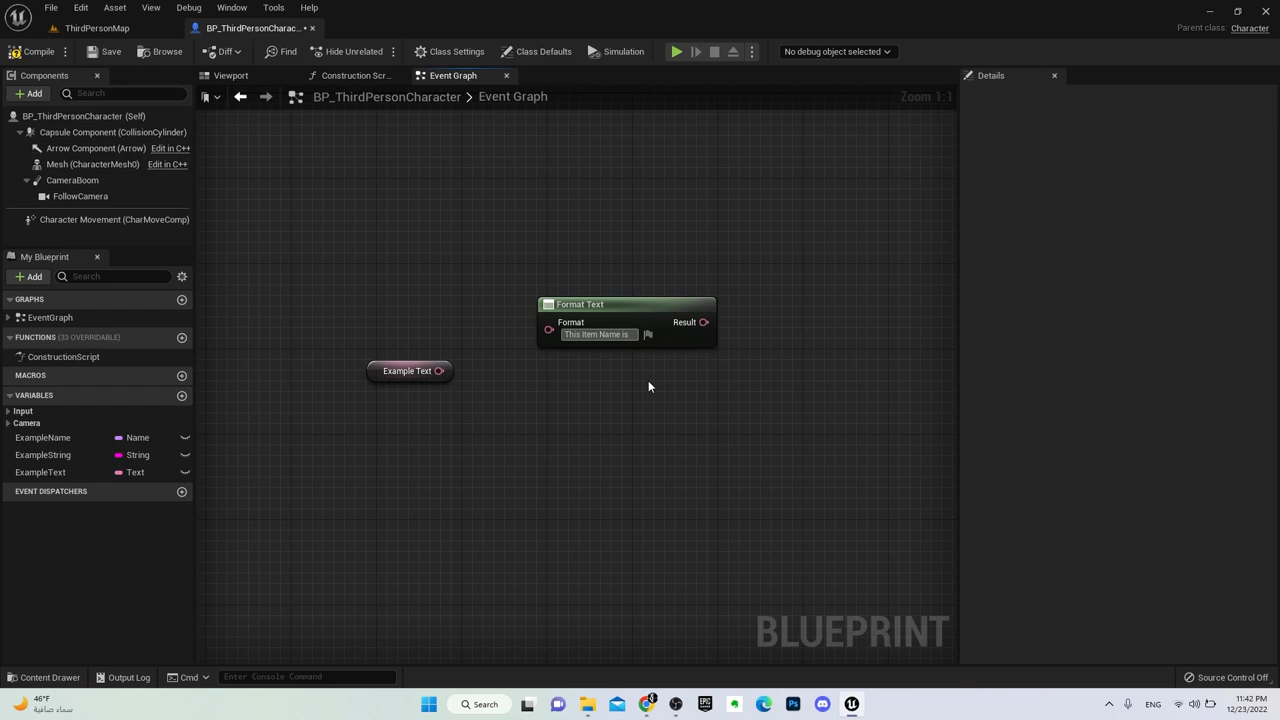 File Edit Asset View Debug Window Tools Help
ThirdPersonMap
BP_ThirdPersonCharac... •
Parent class: Character
Compile
Save
Browse
Diff
Find
Hide Unrelated
Class Settings
Class Defaults
Simulation
No debug object selected
Components
Add
Search
BP_ThirdPersonCharacter (Self)
Capsule Component (CollisionCylinder)
Arrow Component (Arrow) Edit in C++
Mesh (CharacterMesh0) Edit in C++
CameraBoom
FollowCamera
Character Movement (CharMoveComp)
My Blueprint
Add
Search
GRAPHS
EventGraph
FUNCTIONS (33 OVERRIDABLE)
ConstructionScript
MACROS
VARIABLES
Input
Camera
ExampleName Name
ExampleString String
ExampleText Text
EVENT DISPATCHERS
Viewport
Construction Scr...
Event Graph
BP_ThirdPersonCharacter > Event Graph
Zoom 1:1
Format Text
Format
Result
This Item Name is
Example Text
BLUEPRINT
Details
Content Drawer
Output Log
Cmd
Enter Console Command
Source Control Off
46°F
سماء صافية
Search
EPIC GAMES
Ps
ENG
11:42 PM
12/23/2022